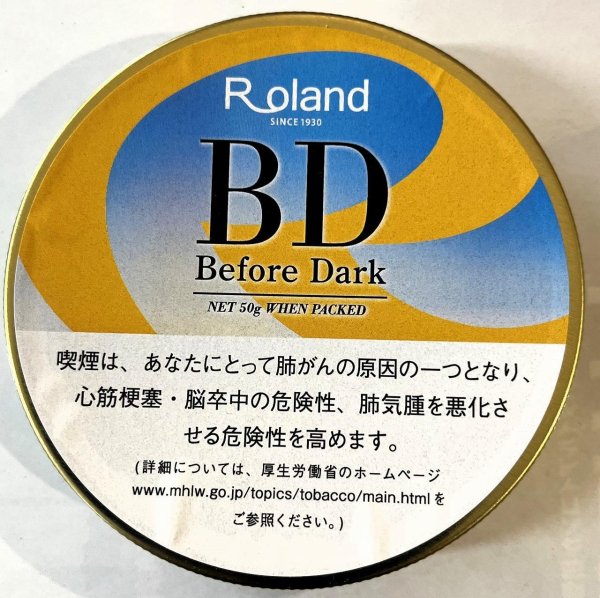 Roland
SINCE 1930
BD
Before Dark
NET 50g WHEN PACKED
喫煙は、あなたにとって肺がんの原因の一つとなり、
心筋梗塞・脳卒中の危険性、肺気腫を悪化さ
せる危険性を高めます。
(詳細については、厚生労働省のホームページ
www.mhlw.go.jp/topics/tobacco/main.htmlを
ご参照ください。)